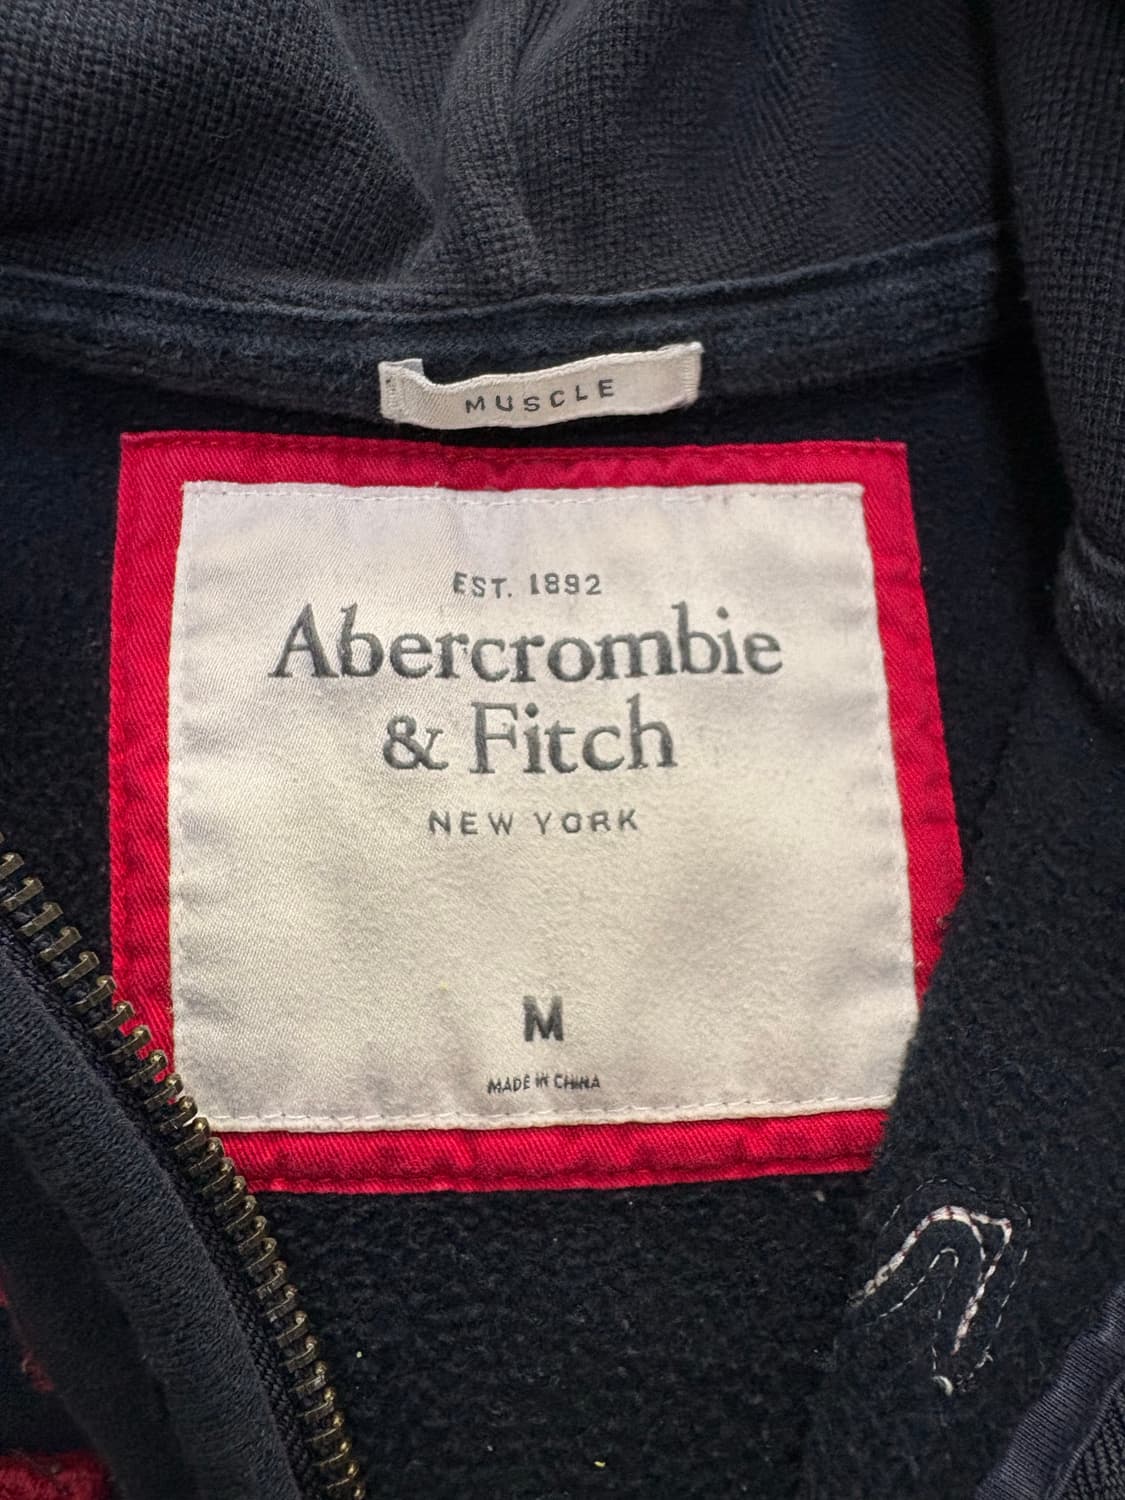 MUSCLE
EST. 1892
Abercrombie
& Fitch
NEW YORK
M
MADE IN CHINA